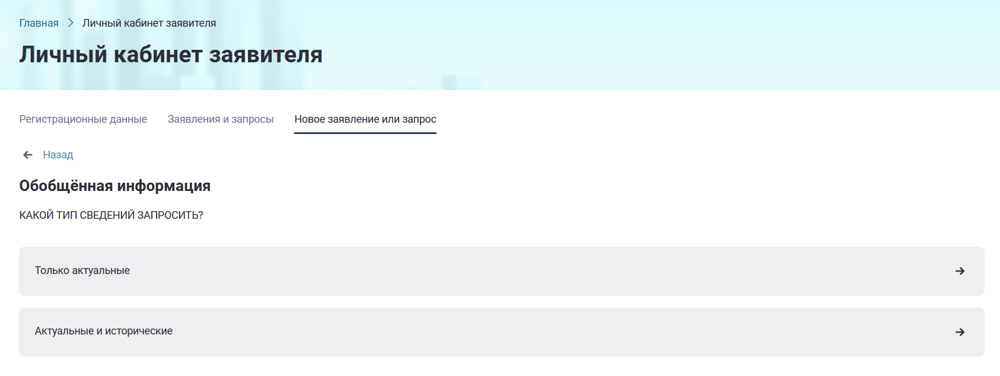 Главная > Личный кабинет заявителя
Личный кабинет заявителя
Регистрационные данные Заявления и запросы Новое заявление или запрос
Назад
Обобщённая информация
КАКОЙ ТИП СВЕДЕНИЙ ЗАПРОСИТЬ?
Только актуальные
Актуальные и исторические